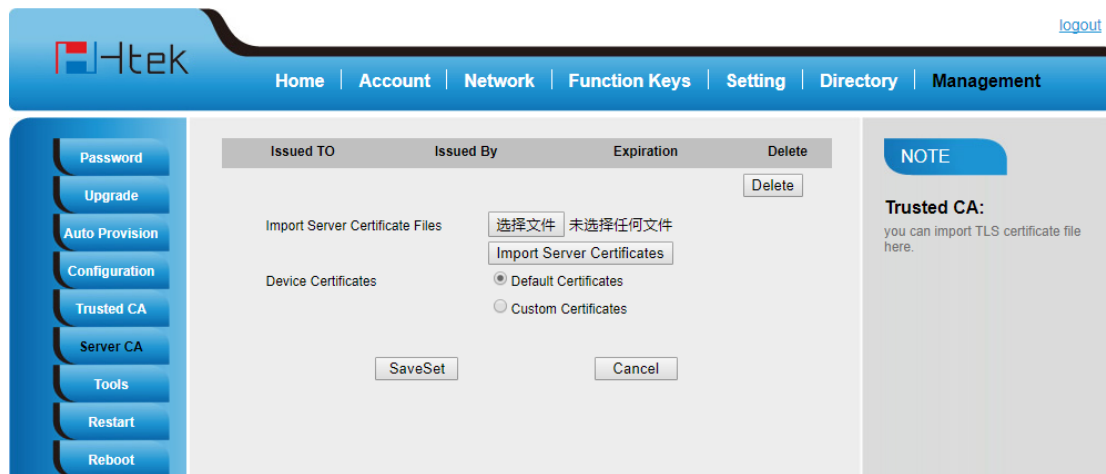 logout
Htek
Home Account Network Function Keys Setting Directory Management
Password
Upgrade
Auto Provision
Configuration
Trusted CA
Server CA
Tools
Restart
Reboot
Issued TO Issued By Expiration Delete
Delete
Import Server Certificate Files 选择文件 未选择任何文件
Import Server Certificates
Device Certificates Default Certificates
Custom Certificates
SaveSet Cancel
NOTE
Trusted CA:
you can import TLS certificate file
here.